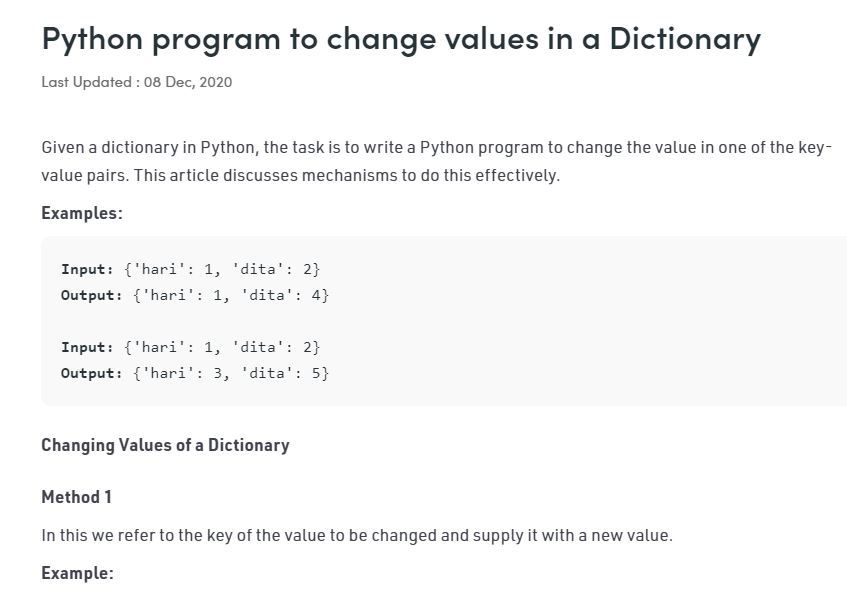 Python program to change values in a Dictionary
Last Updated : 08 Dec, 2020
Given a dictionary in Python, the task is to write a Python program to change the value in one of the key-
value pairs. This article discusses mechanisms to do this effectively.
Examples:
Input: {'hari': 1, 'dita': 2}
Output: {'hari': 1, 'dita': 4}
Input: {'hari': 1, 'dita': 2}
Output: {'hari': 3, 'dita': 5}
Changing Values of a Dictionary
Method 1
In this we refer to the key of the value to be changed and supply it with a new value.
Example: